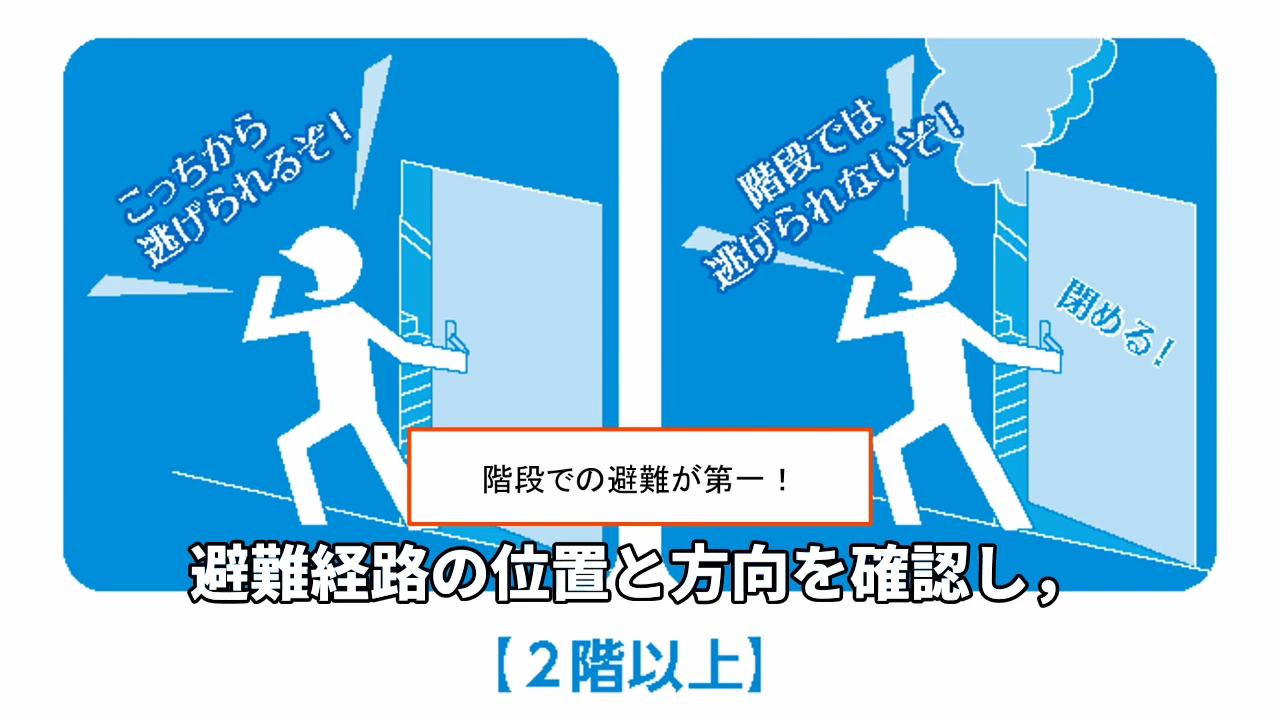 こっちから
逃げられるぞ！
階段では
逃げられないぞ！
閉める！
階段での避難が第一！
避難経路の位置と方向を確認し，
【２階以上】